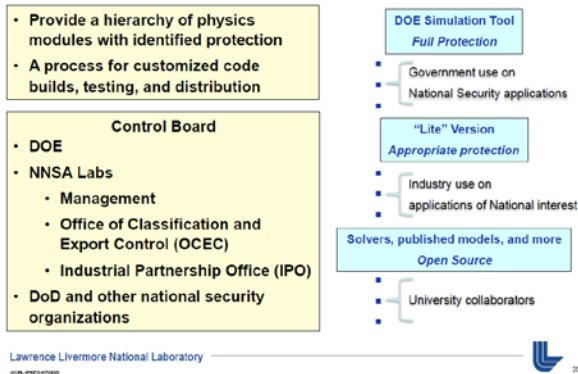 • Provide a hierarchy of physics
modules with identified protection
• A process for customized code
builds, testing, and distribution
Control Board
• DOE
• NNSA Labs
• Management
• Office of Classification and
Export Control (OCEC)
• Industrial Partnership Office (IPO)
• DoD and other national security
organizations
DOE Simulation Tool
Full Protection
Government use on
National Security applications
“Lite” Version
Appropriate protection
Industry use on
applications of National interest
Solvers, published models, and more
Open Source
University collaborators
Lawrence Livermore National Laboratory